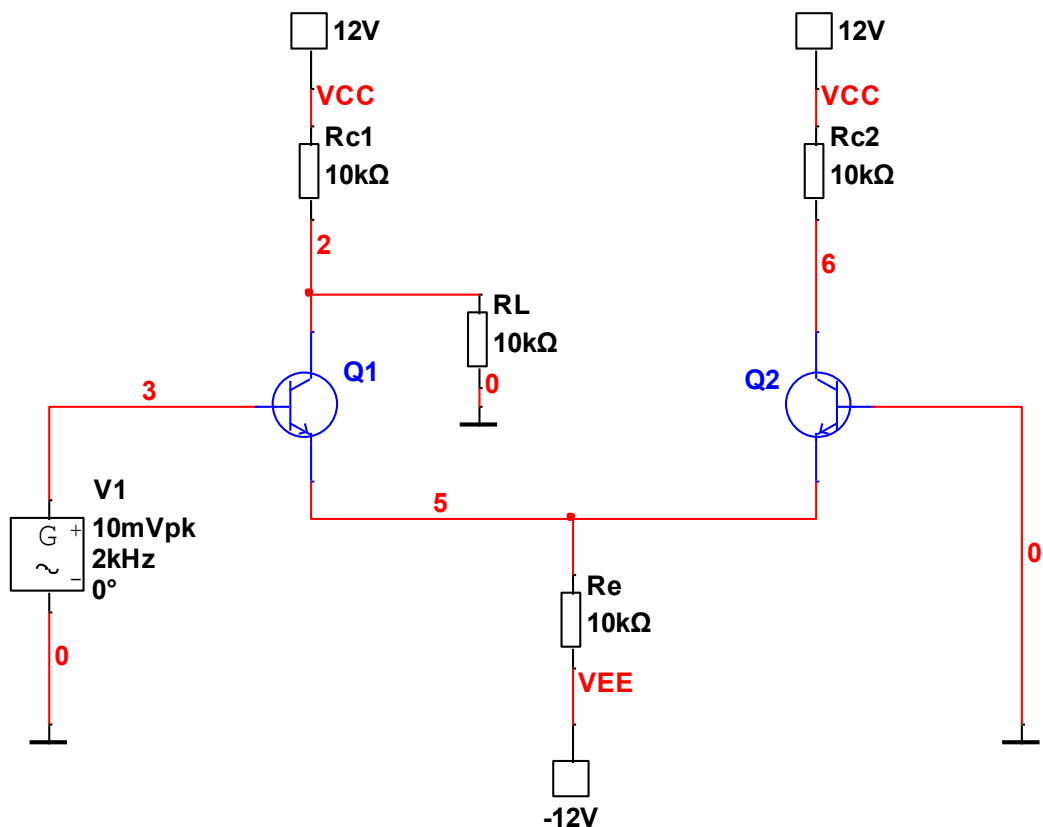 12V
12V
VCC
VCC
Rc1
10kΩ
Rc2
10kΩ
2
6
RL
10kΩ
Q1
Q2
3
0
V1
G +
10mVpk
2kHz
~ −
0°
5
0
Re
10kΩ
0
VEE
-12V